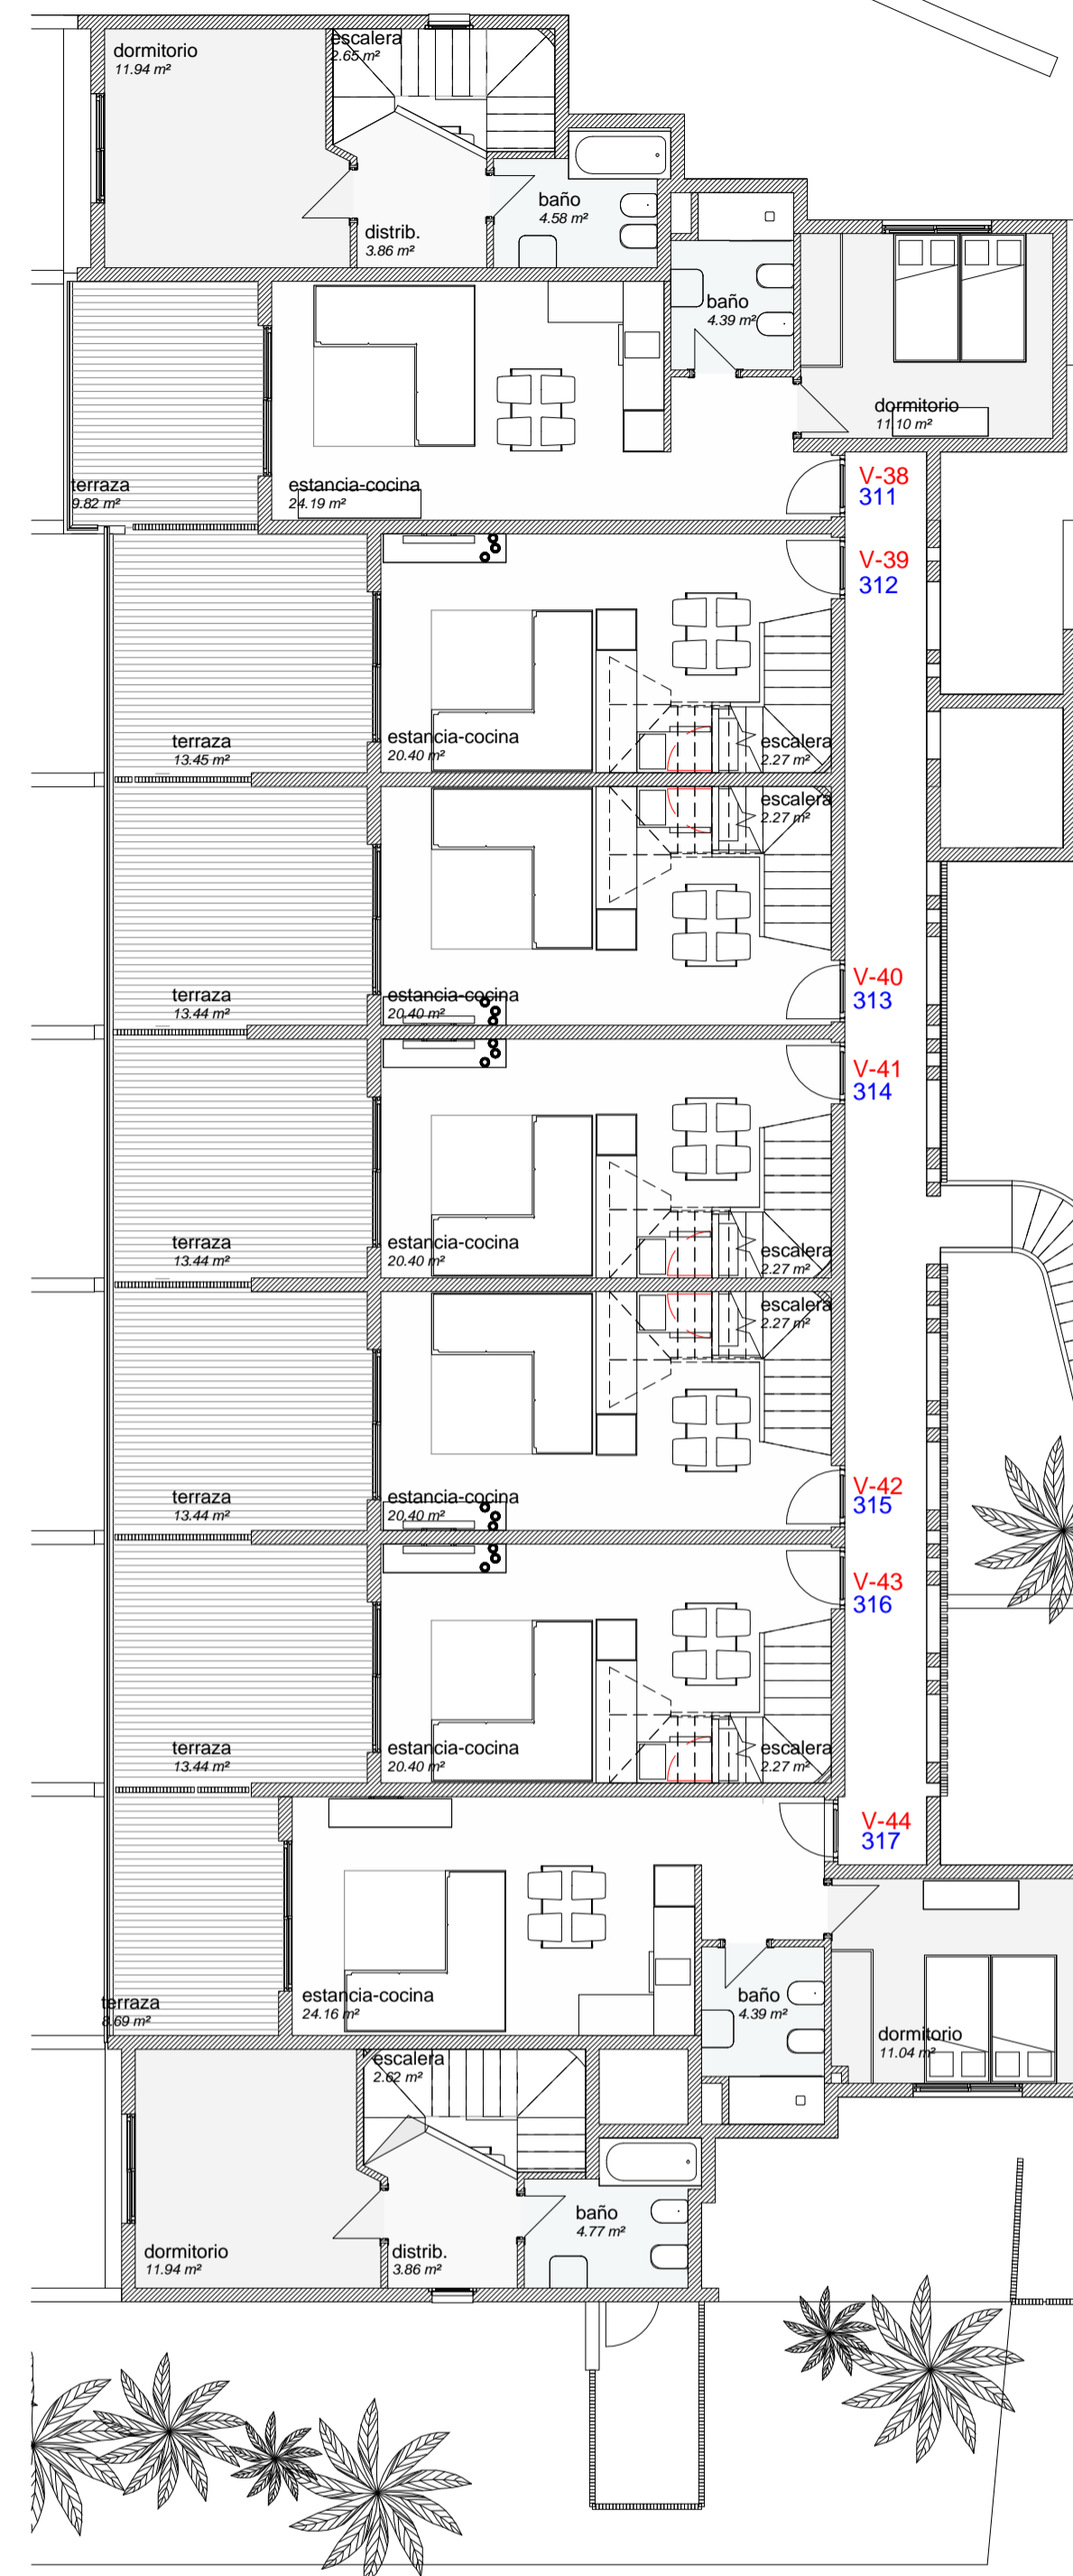 escalera
2.65 m²
dormitorio
11.94 m²
baño
4.58 m²
distrib.
3.86 m²
baño
4.39 m²
dormitorio
11.10 m²
V-38
311
terraza
9.82 m²
estancia-cocina
24.19 m²
V-39
312
terraza
13.45 m²
estancia-cocina
20.40 m²
escalera
2.27 m²
escalera
2.27 m²
V-40
313
terraza
13.44 m²
estancia-cocina
20.40 m²
V-41
314
terraza
13.44 m²
estancia-cocina
20.40 m²
escalera
2.27 m²
escalera
2.27 m²
V-42
315
terraza
13.44 m²
estancia-cocina
20.40 m²
V-43
316
terraza
13.44 m²
estancia-cocina
20.40 m²
escalera
2.27 m²
V-44
317
terraza
8.69 m²
estancia-cocina
24.16 m²
baño
4.39 m²
dormitorio
11.04 m²
escalera
2.62 m²
baño
4.77 m²
dormitorio
11.94 m²
distrib.
3.86 m²